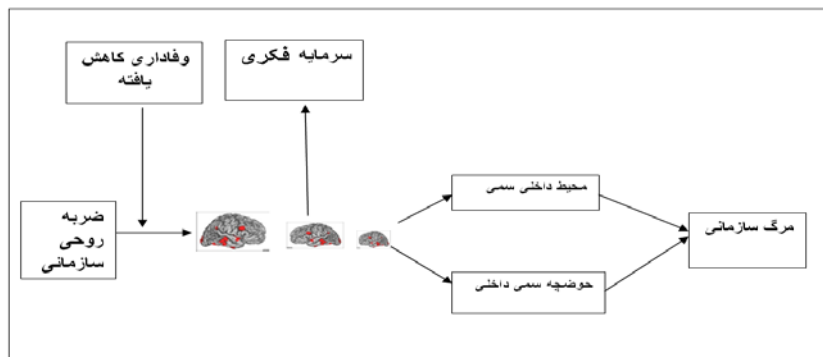 وفاداری کاهش
یافته
سرمایه فکری
ضربه
روحی
سازمانی
محیط داخلی سمی
حوضچه سمی داخلی
مرگ سازمانی